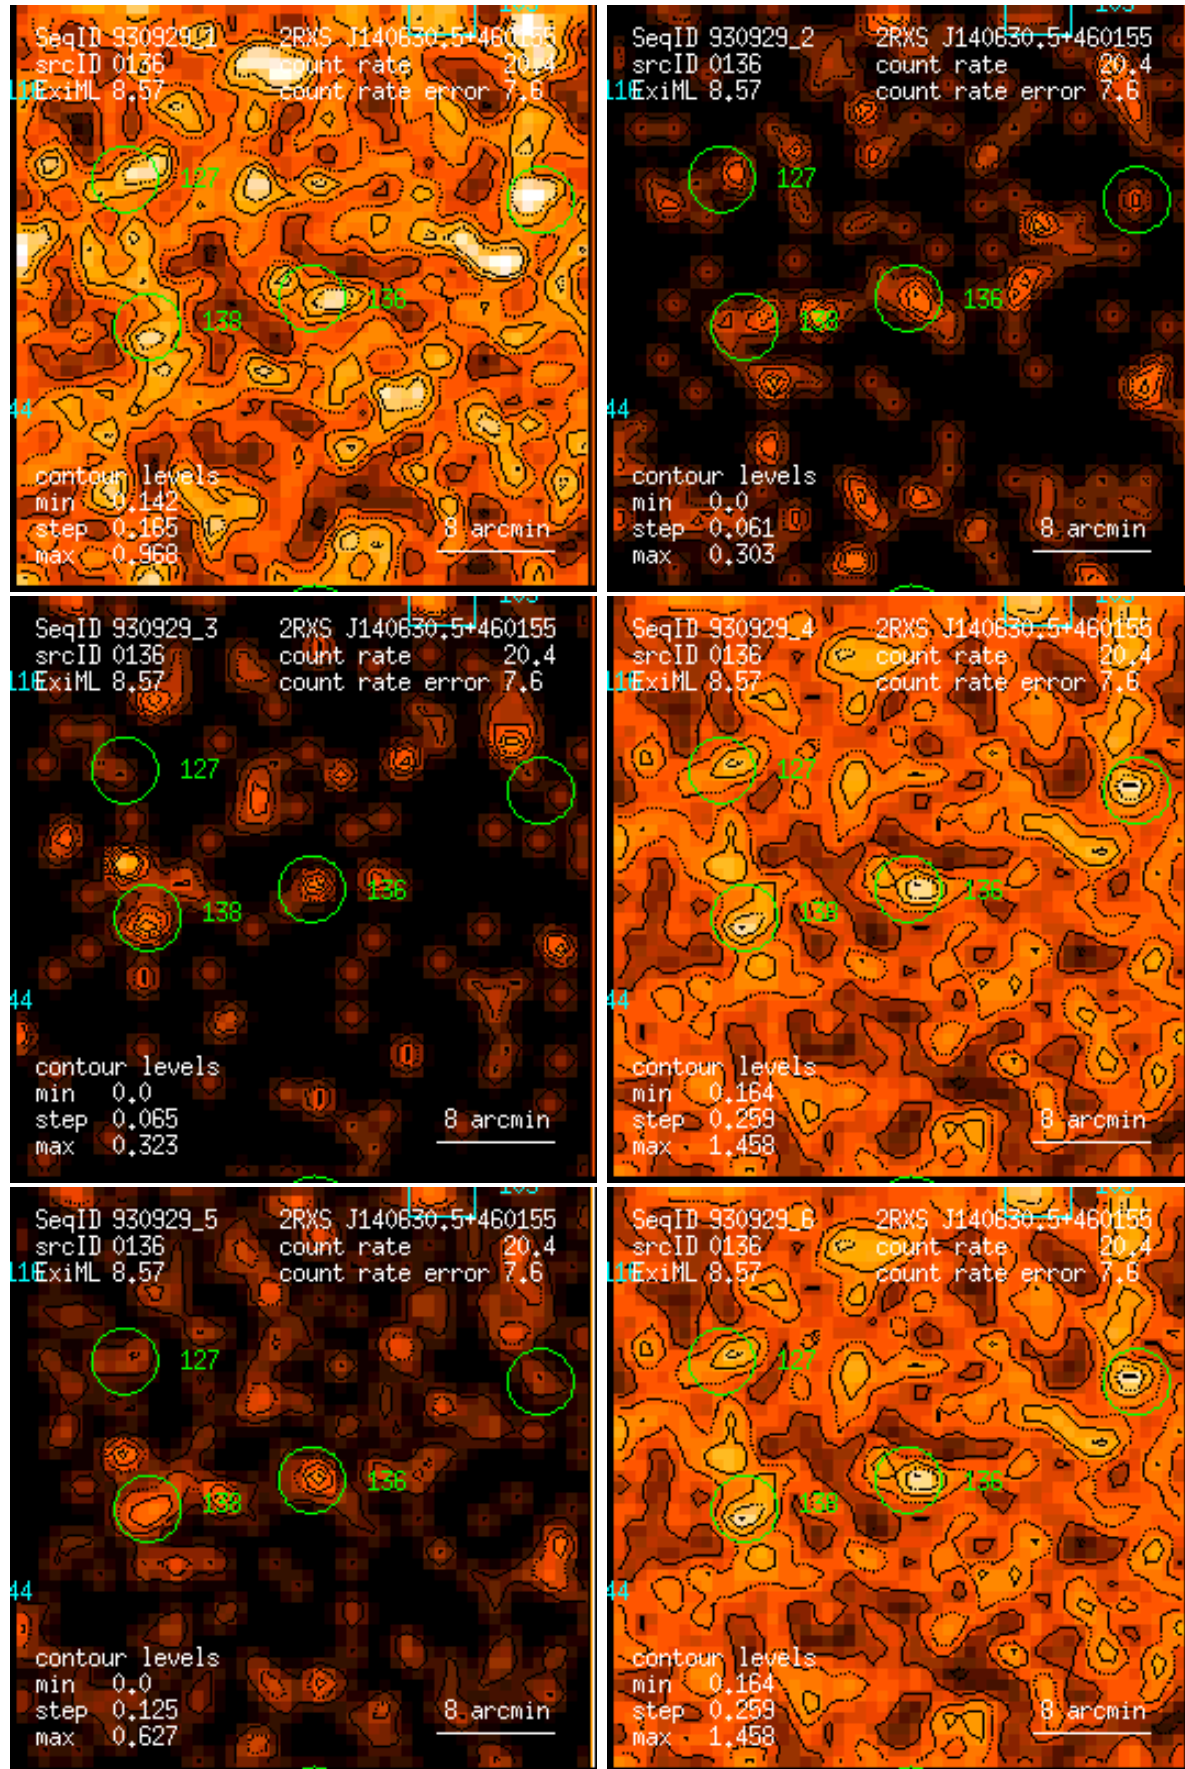 105
SeqID 930929_1 2RXS J140630.5+460155
srcID 0136 count rate 20.4
ExiML 8.57 count rate error 7.6
127
136
138
44
contour levels
min 0.142
step 0.165
max 0.968
8 arcmin
105
SeqID 930929_2 2RXS J140630.5+460155
srcID 0136 count rate 20.4
ExiML 8.57 count rate error 7.6
127
136
138
44
contour levels
min 0.0
step 0.061
max 0.303
8 arcmin
105
SeqID 930929_3 2RXS J140630.5+460155
srcID 0136 count rate 20.4
ExiML 8.57 count rate error 7.6
127
136
138
44
contour levels
min 0.0
step 0.065
max 0.323
8 arcmin
105
SeqID 930929_4 2RXS J140630.5+460155
srcID 0136 count rate 20.4
ExiML 8.57 count rate error 7.6
127
136
138
44
contour levels
min 0.164
step 0.259
max 1.458
8 arcmin
105
SeqID 930929_5 2RXS J140630.5+460155
srcID 0136 count rate 20.4
ExiML 8.57 count rate error 7.6
127
136
138
44
contour levels
min 0.0
step 0.125
max 0.627
8 arcmin
105
SeqID 930929_6 2RXS J140630.5+460155
srcID 0136 count rate 20.4
ExiML 8.57 count rate error 7.6
127
136
138
44
contour levels
min 0.164
step 0.259
max 1.458
8 arcmin